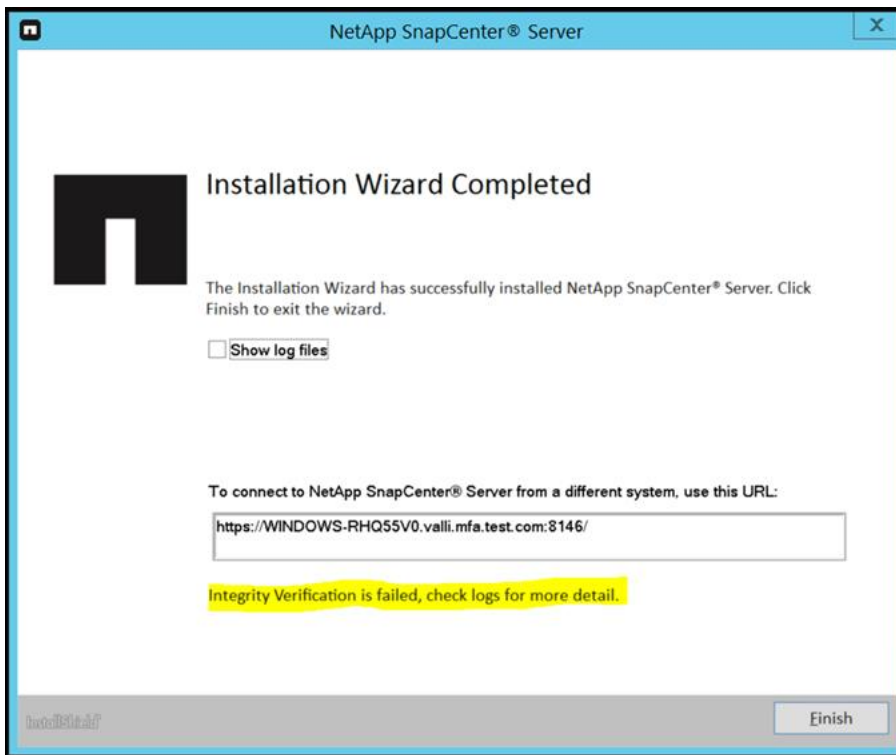 NetApp SnapCenter® Server
X
Installation Wizard Completed
The Installation Wizard has successfully installed NetApp SnapCenter® Server. Click
Finish to exit the wizard.
Show log files
To connect to NetApp SnapCenter® Server from a different system, use this URL:
https://WINDOWS-RHQ55V0.valli.mfa.test.com:8146/
Integrity Verification is failed, check logs for more detail.
InstallShield
Finish